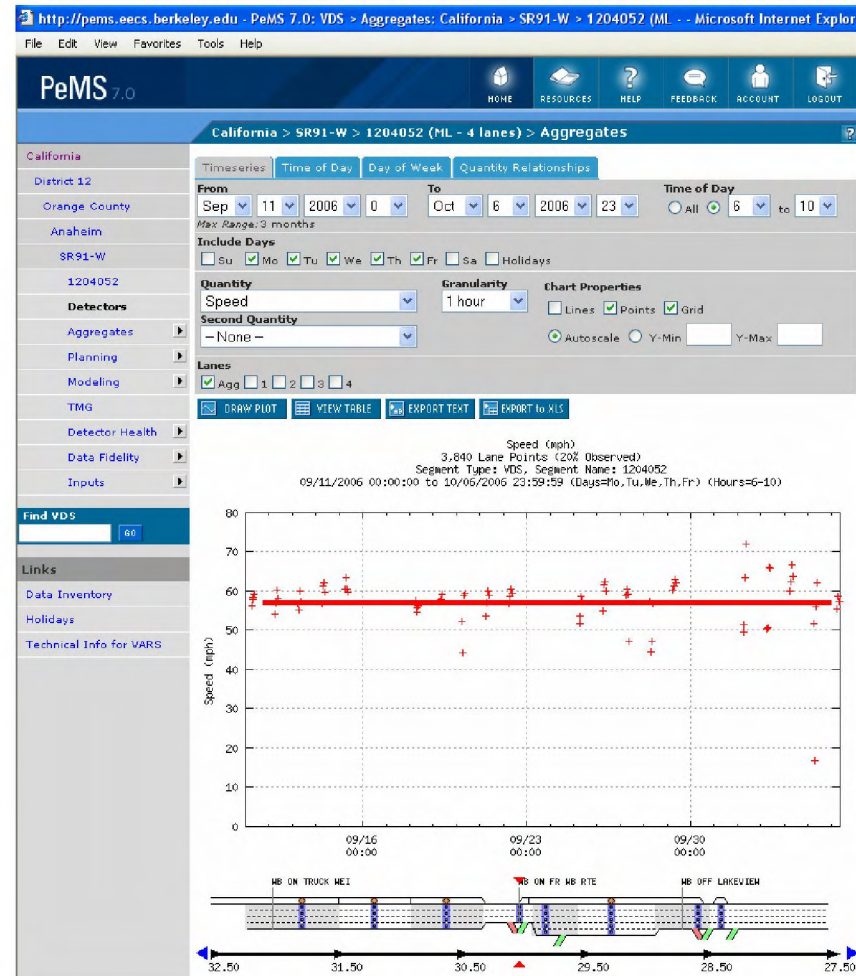 http://pems.eecs.berkeley.edu - PeMS 7.0: VDS > Aggregates: California > SR91-W > 1204052 (ML - - Microsoft Internet Explor
File Edit View Favorites Tools Help
PeMS 7.0
HOME RESOURCES HELP FEEDBACK ACCOUNT LOGOUT
California > SR91-W > 1204052 (ML - 4 lanes) > Aggregates ?
California
District 12
Orange County
Anaheim
SR91-W
1204052
Detectors
Aggregates
Planning
Modeling
TMG
Detector Health
Data Fidelity
Inputs
Find VDS
GO
Links
Data Inventory
Holidays
Technical Info for VARS
Timeseries Time of Day Day of Week Quantity Relationships
From To Time of Day
Sep 11 2006 0 Oct 6 2006 23 All 6 to 10
Max Range: 3 months
Include Days
Su Mo Tu We Th Fr Sa Holidays
Quantity Granularity Chart Properties
Speed 1 hour Lines Points Grid
Second Quantity
-- None -- Autoscale Y-Min Y-Max
Lanes
Agg 1 2 3 4
DRAW PLOT VIEW TABLE EXPORT TEXT EXPORT to XLS
Speed (mph)
3,840 Lane Points (20% Observed)
Segment Type: VDS, Segment Name: 1204052
09/11/2006 00:00:00 to 10/06/2006 23:59:59 (Days=Mo,Tu,We,Th,Fr) (Hours=6-10)
80
70
60
50
40
30
20
10
0
Speed (mph)
09/16 09/23 09/30
00:00 00:00 00:00
WB ON TRUCK WEI WB ON FR WB RTE WB OFF LAKEVIEW
32.50 31.50 30.50 29.50 28.50 27.50